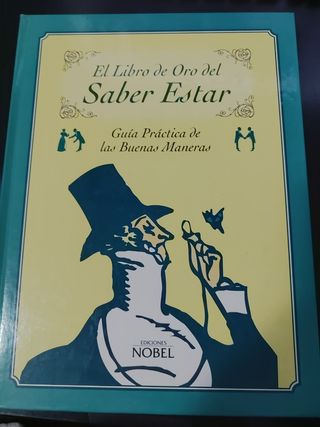 El Libro de Oro del
Saber Estar
Guía Práctica de
las Buenas Maneras
EDICIONES
NOBEL